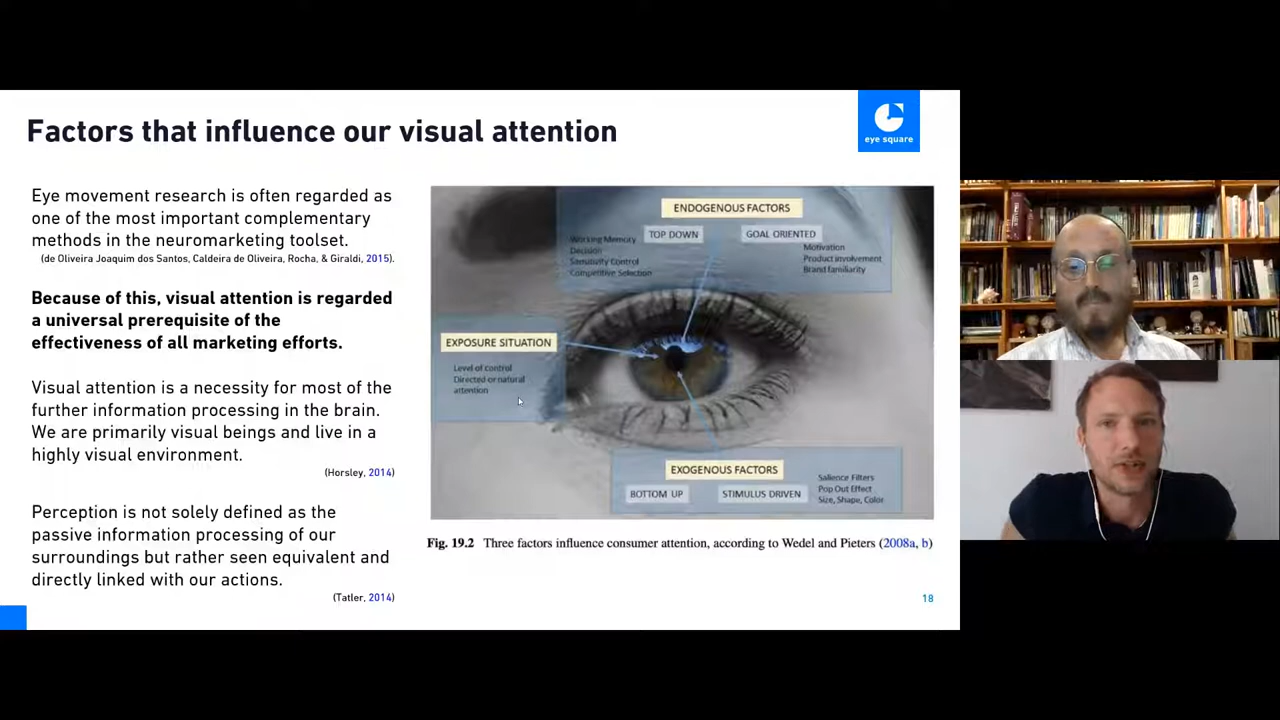 Factors that influence our visual attention
eye square
Eye movement research is often regarded as
one of the most important complementary
methods in the neuromarketing toolset.
(de Oliveira Joaquim dos Santos, Caldeira de Oliveira, Rocha, & Giraldi, 2015).
Because of this, visual attention is regarded
a universal prerequisite of the
effectiveness of all marketing efforts.
Visual attention is a necessity for most of the
further information processing in the brain.
We are primarily visual beings and live in a
highly visual environment.
(Horsley, 2014)
Perception is not solely defined as the
passive information processing of our
surroundings but rather seen equivalent and
directly linked with our actions.
(Tatler, 2014)
ENDOGENOUS FACTORS
TOP DOWN
GOAL ORIENTED
Working Memory
Decision
Sensitivity Control
Competitive Selection
Motivation
Product involvement
Brand familiarity
EXPOSURE SITUATION
Level of control
Directed or natural
attention
EXOGENOUS FACTORS
BOTTOM UP
STIMULUS DRIVEN
Salience Filters
Pop Out Effect
Size, Shape, Color
Fig. 19.2 Three factors influence consumer attention, according to Wedel and Pieters (2008a, b)
18